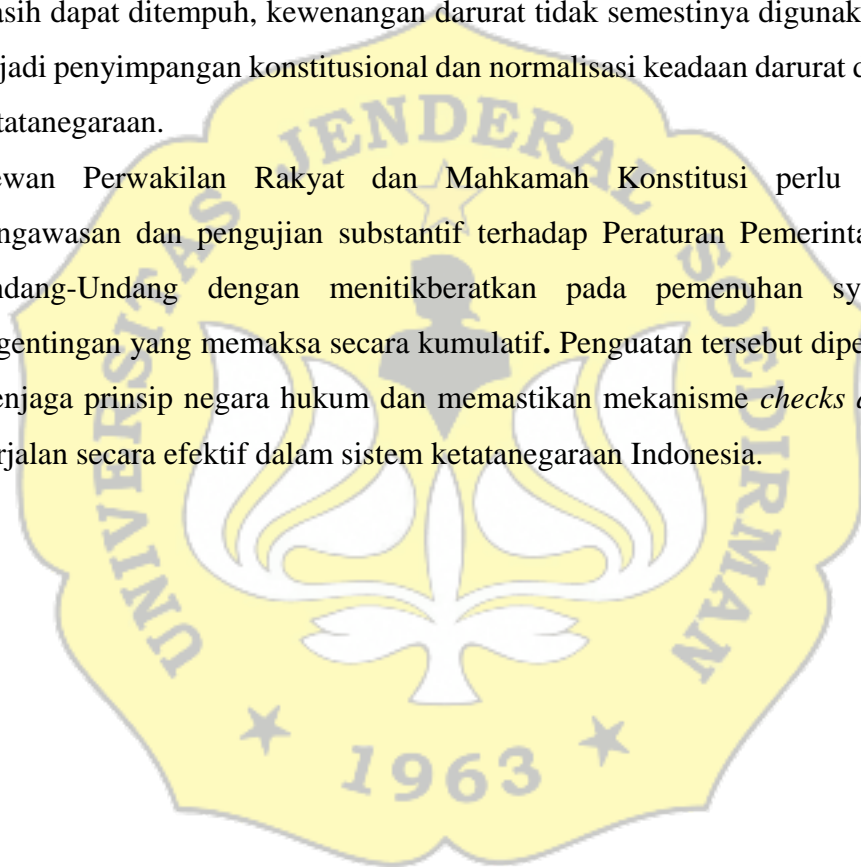 asih dapat ditempuh, kewenangan darurat tidak semestinya digunak
jadi penyimpangan konstitusional dan normalisasi keadaan darurat d
tatanegaraan.
ewan Perwakilan Rakyat dan Mahkamah Konstitusi perlu
ngawasan dan pengujian substantif terhadap Peraturan Pemerinta
ndang-Undang dengan menitikberatkan pada pemenuhan sy
gentingan yang memaksa secara kumulatif. Penguatan tersebut dipe
enjaga prinsip negara hukum dan memastikan mekanisme checks
rjalan secara efektif dalam sistem ketatanegaraan Indonesia.
UNIVERSITAS JENDERAL SOEDIRMAN
1963